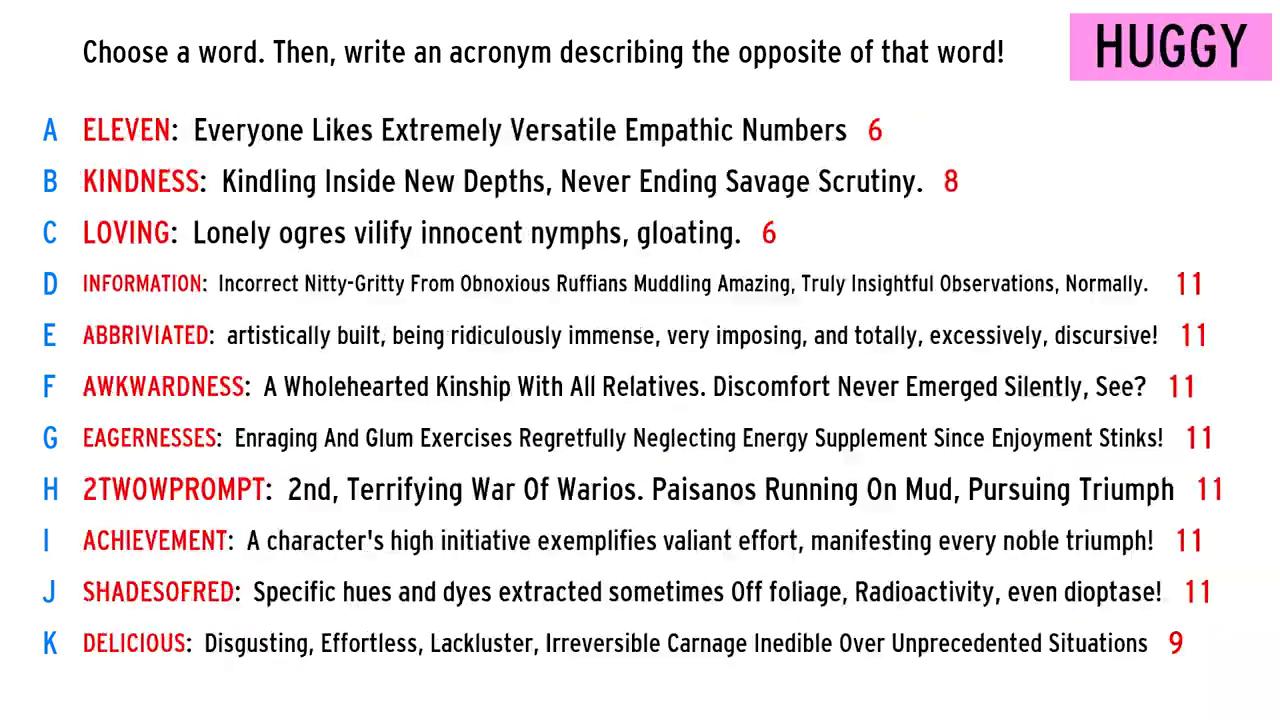 Choose a word. Then, write an acronym describing the opposite of that word!
HUGGY
A ELEVEN: Everyone Likes Extremely Versatile Empathic Numbers 6
B KINDNESS: Kindling Inside New Depths, Never Ending Savage Scrutiny. 8
C LOVING: Lonely ogres vilify innocent nymphs, gloating. 6
D INFORMATION: Incorrect Nitty-Gritty From Obnoxious Ruffians Muddling Amazing, Truly Insightful Observations, Normally. 11
E ABBRIVIATED: artistically built, being ridiculously immense, very imposing, and totally, excessively, discursive! 11
F AWKWARDNESS: A Wholehearted Kinship With All Relatives. Discomfort Never Emerged Silently, See? 11
G EAGERNESSES: Enraging And Glum Exercises Regretfully Neglecting Energy Supplement Since Enjoyment Stinks! 11
H 2TWOWPROMPT: 2nd, Terrifying War Of Warios. Paisanos Running On Mud, Pursuing Triumph 11
I ACHIEVEMENT: A character's high initiative exemplifies valiant effort, manifesting every noble triumph! 11
J SHADESOFRED: Specific hues and dyes extracted sometimes Off foliage, Radioactivity, even dioptase! 11
K DELICIOUS: Disgusting, Effortless, Lackluster, Irreversible Carnage Inedible Over Unprecedented Situations 9